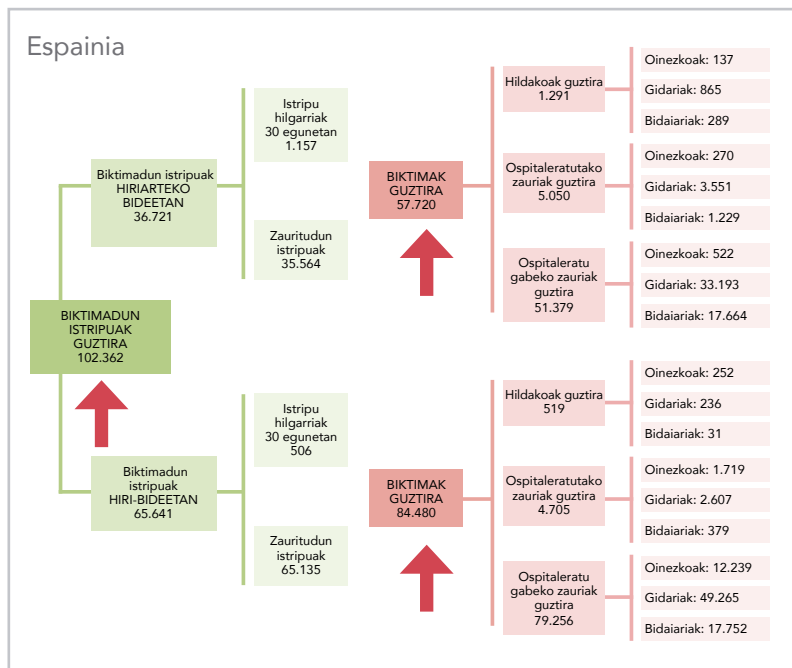 Espainia
BIKTIMADUN
ISTRIPUAK
GUZTIRA
102.362
Biktimadun istripuak
HIRIARTEKO
BIDEETAN
36.721
Istripu
hilgarriak
30 egunetan
1.157
Zauritudun
istripuak
35.564
BIKTIMAK
GUZTIRA
57.720
Hildakoak guztira
1.291
Oinezkoak: 137
Gidariak: 865
Bidaiariak: 289
Ospitaleratutako
zauriak guztira
5.050
Oinezkoak: 270
Gidariak: 3.551
Bidaiariak: 1.229
Ospitaleratu
gabeko zauriak
guztira
51.379
Oinezkoak: 522
Gidariak: 33.193
Bidaiariak: 17.664
Biktimadun
istripuak
HIRI-BIDEETAN
65.641
Istripu
hilgarriak
30 egunetan
506
Zauritudun
istripuak
65.135
BIKTIMAK
GUZTIRA
84.480
Hildakoak guztira
519
Oinezkoak: 252
Gidariak: 236
Bidaiariak: 31
Ospitaleratutako
zauriak guztira
4.705
Oinezkoak: 1.719
Gidariak: 2.607
Bidaiariak: 379
Ospitaleratu
gabeko zauriak
guztira
79.256
Oinezkoak: 12.239
Gidariak: 49.265
Bidaiariak: 17.752